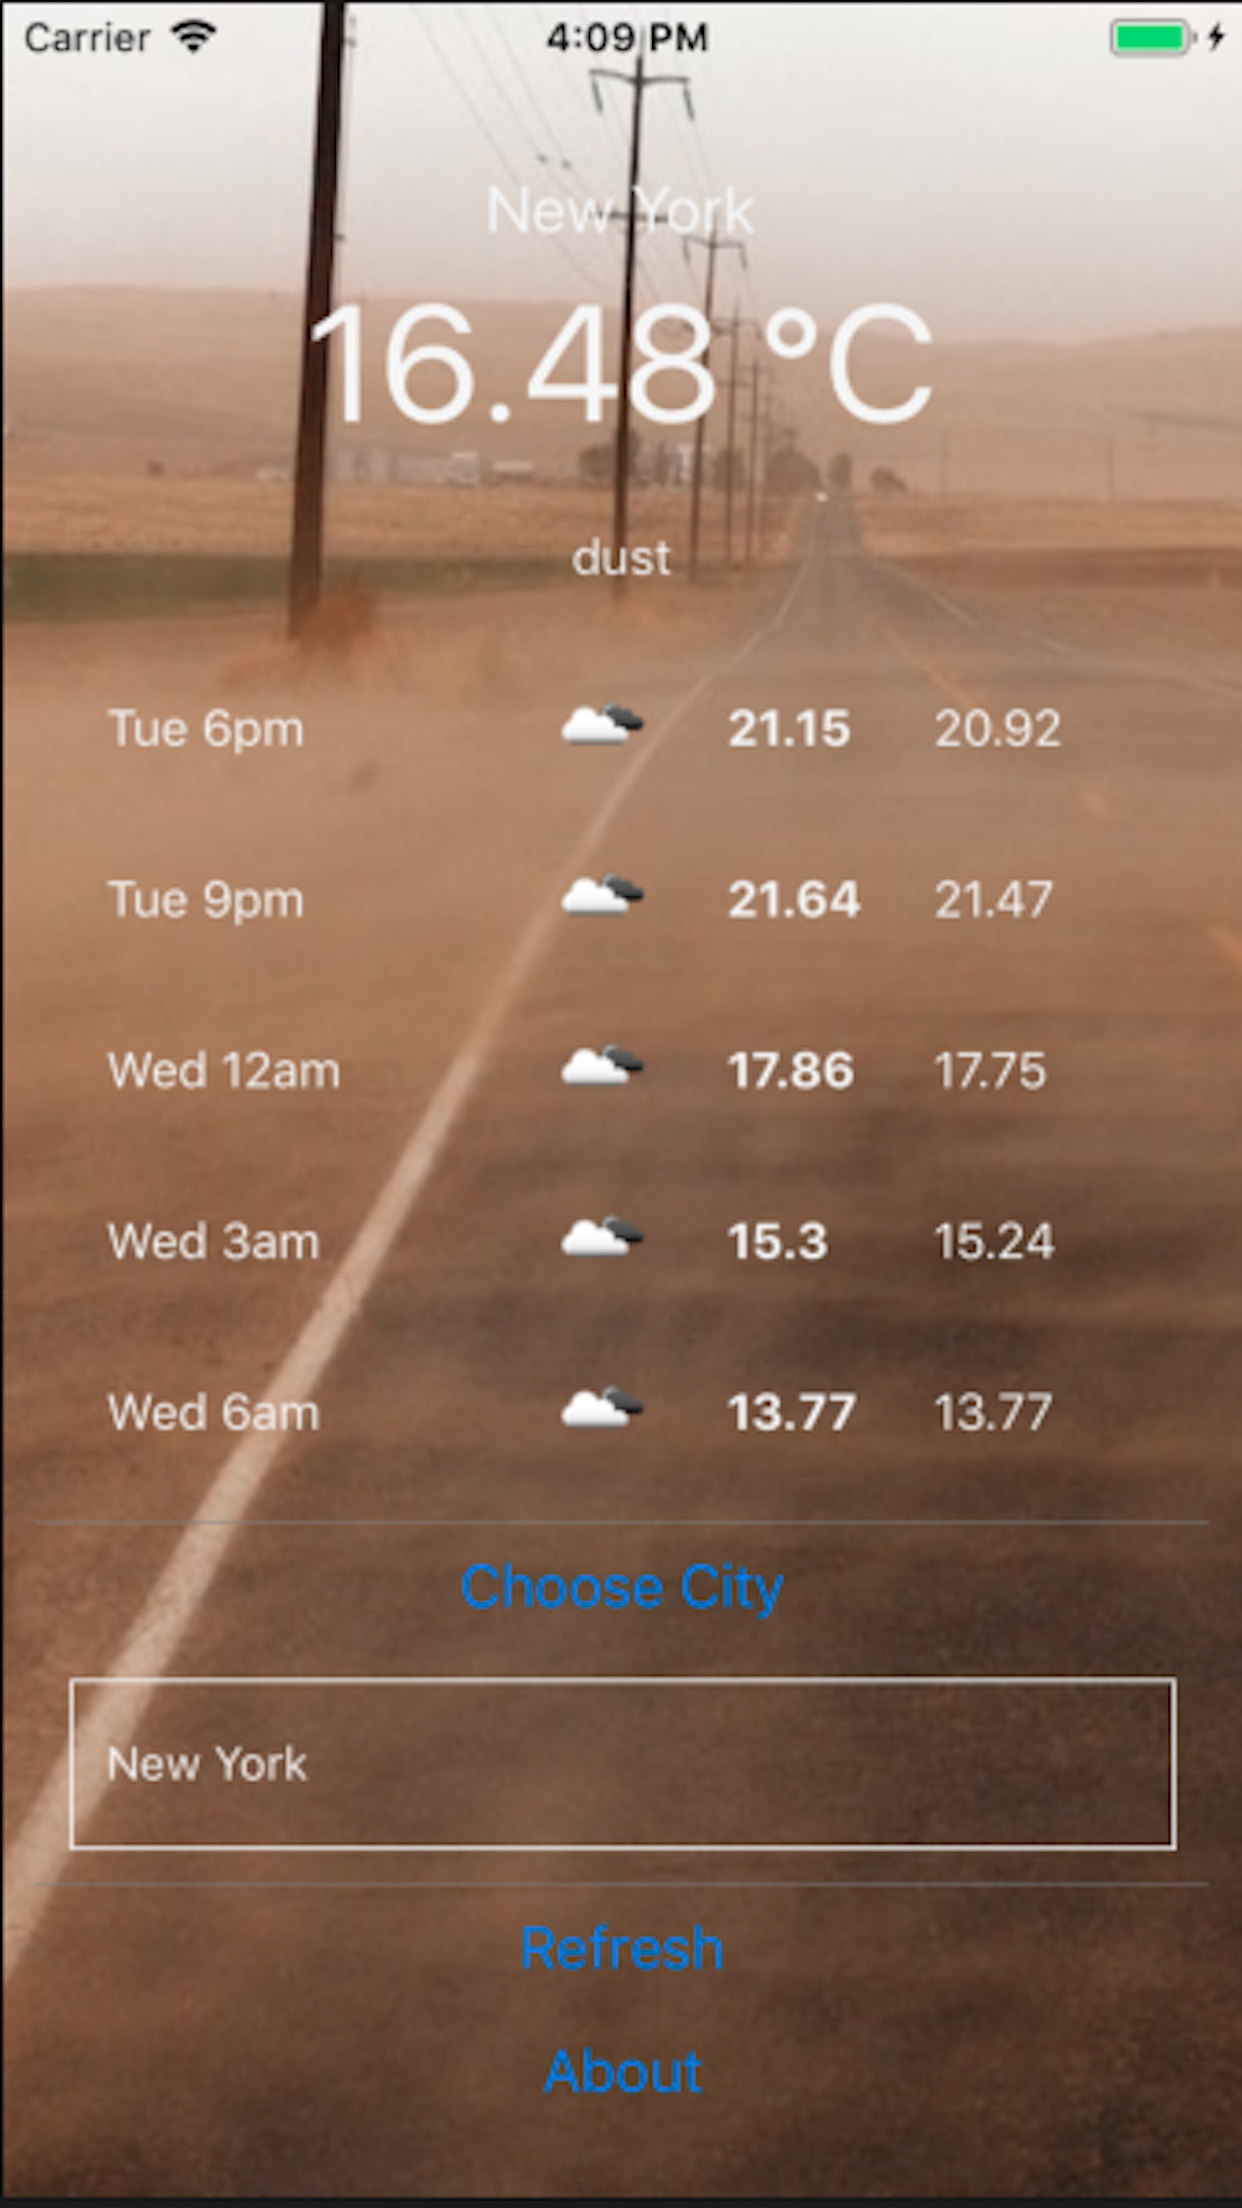 Carrier 4:09 PM
New York
16.48 °C
dust
Tue 6pm 21.15 20.92
Tue 9pm 21.64 21.47
Wed 12am 17.86 17.75
Wed 3am 15.3 15.24
Wed 6am 13.77 13.77
Choose City
New York
Refresh
About